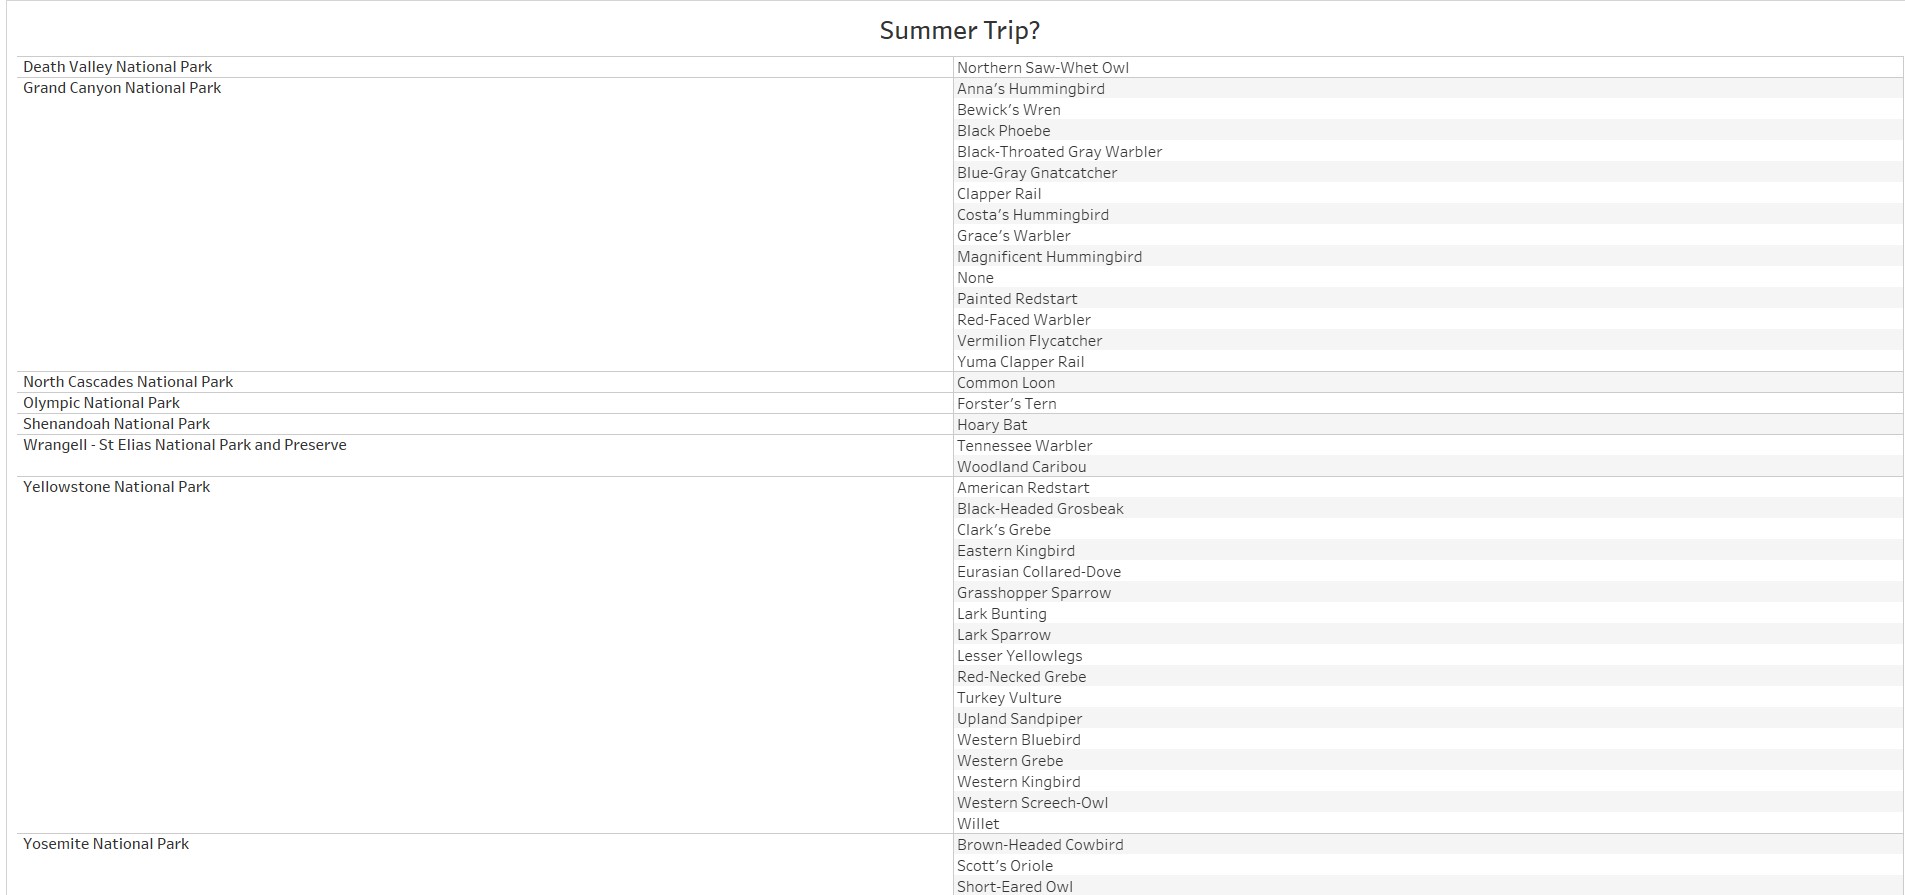 Summer Trip?
Death Valley National Park Northern Saw-Whet Owl
Grand Canyon National Park Anna's Hummingbird
Bewick's Wren
Black Phoebe
Black-Throated Gray Warbler
Blue-Gray Gnatcatcher
Clapper Rail
Costa's Hummingbird
Grace's Warbler
Magnificent Hummingbird
None
Painted Redstart
Red-Faced Warbler
Vermilion Flycatcher
Yuma Clapper Rail
North Cascades National Park Common Loon
Olympic National Park Forster's Tern
Shenandoah National Park Hoary Bat
Wrangell - St Elias National Park and Preserve Tennessee Warbler
Woodland Caribou
Yellowstone National Park American Redstart
Black-Headed Grosbeak
Clark's Grebe
Eastern Kingbird
Eurasian Collared-Dove
Grasshopper Sparrow
Lark Bunting
Lark Sparrow
Lesser Yellowlegs
Red-Necked Grebe
Turkey Vulture
Upland Sandpiper
Western Bluebird
Western Grebe
Western Kingbird
Western Screech-Owl
Willet
Yosemite National Park Brown-Headed Cowbird
Scott's Oriole
Short-Eared Owl